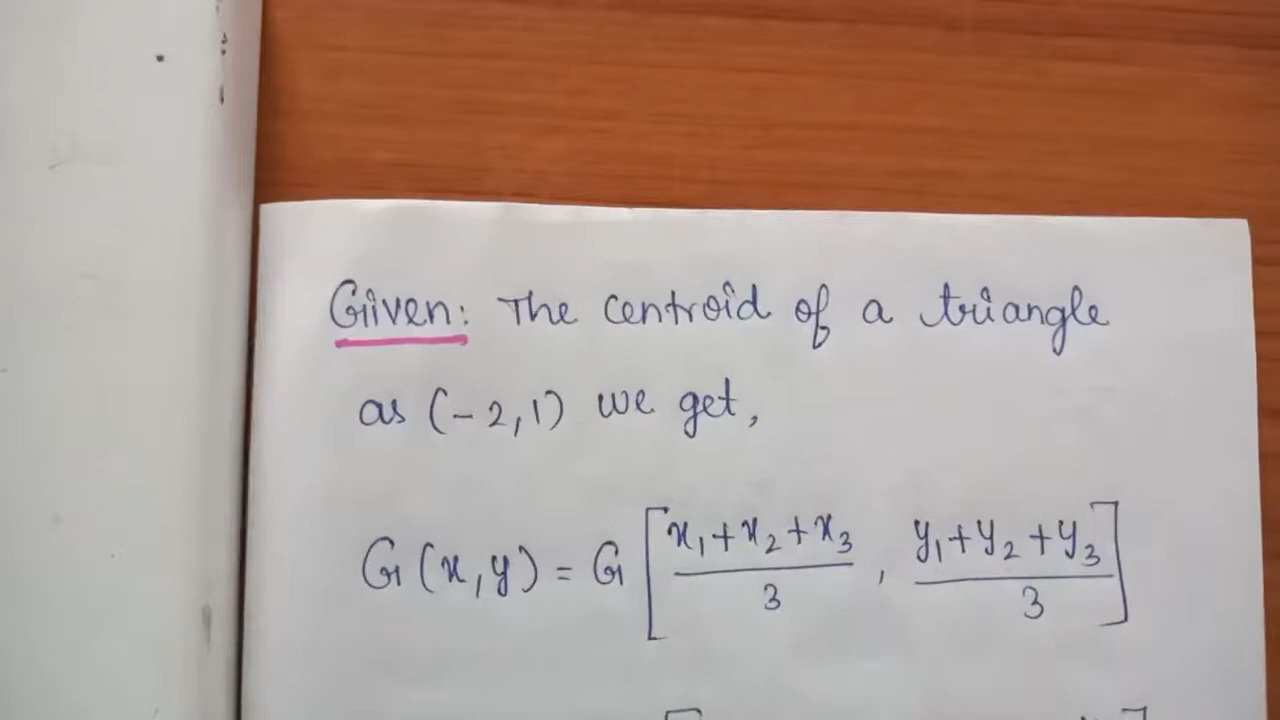 Given: The centroid of a triangle
as (-2,1) we get,
G(x,y) = G [ x₁+x₂+x₃ / 3 , y₁+y₂+y₃ / 3 ]